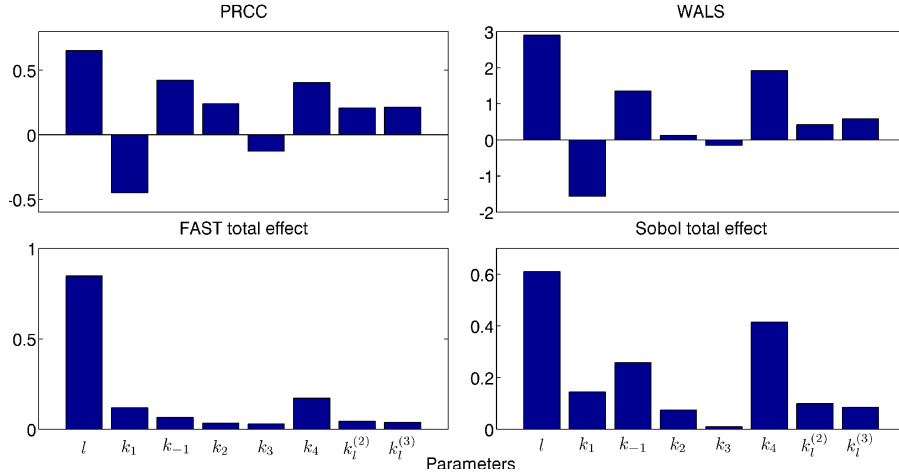 PRCC
0.5
0
-0.5
WALS
3
2
1
0
-1
-2
FAST total effect
1
0.5
0
l k₁ k₋₁ k₂ k₃ k₄ kₗ⁽²⁾ kₗ⁽³⁾
Sobol total effect
0.6
0.4
0.2
0
l k₁ k₋₁ k₂ k₃ k₄ kₗ⁽²⁾ kₗ⁽³⁾
Parameters